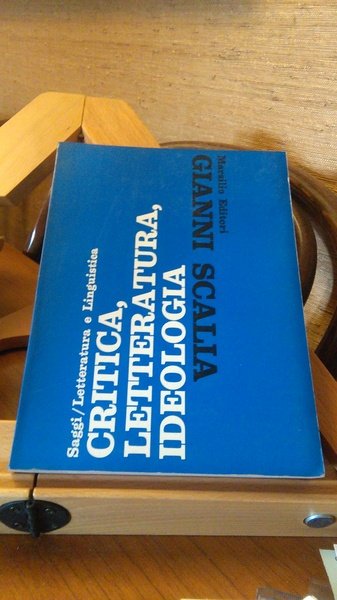 Saggi/Letteratura e Linguistica
CRITICA,
LETTERATURA,
IDEOLOGIA
GIANNI SCALIA
Marsilio Editori